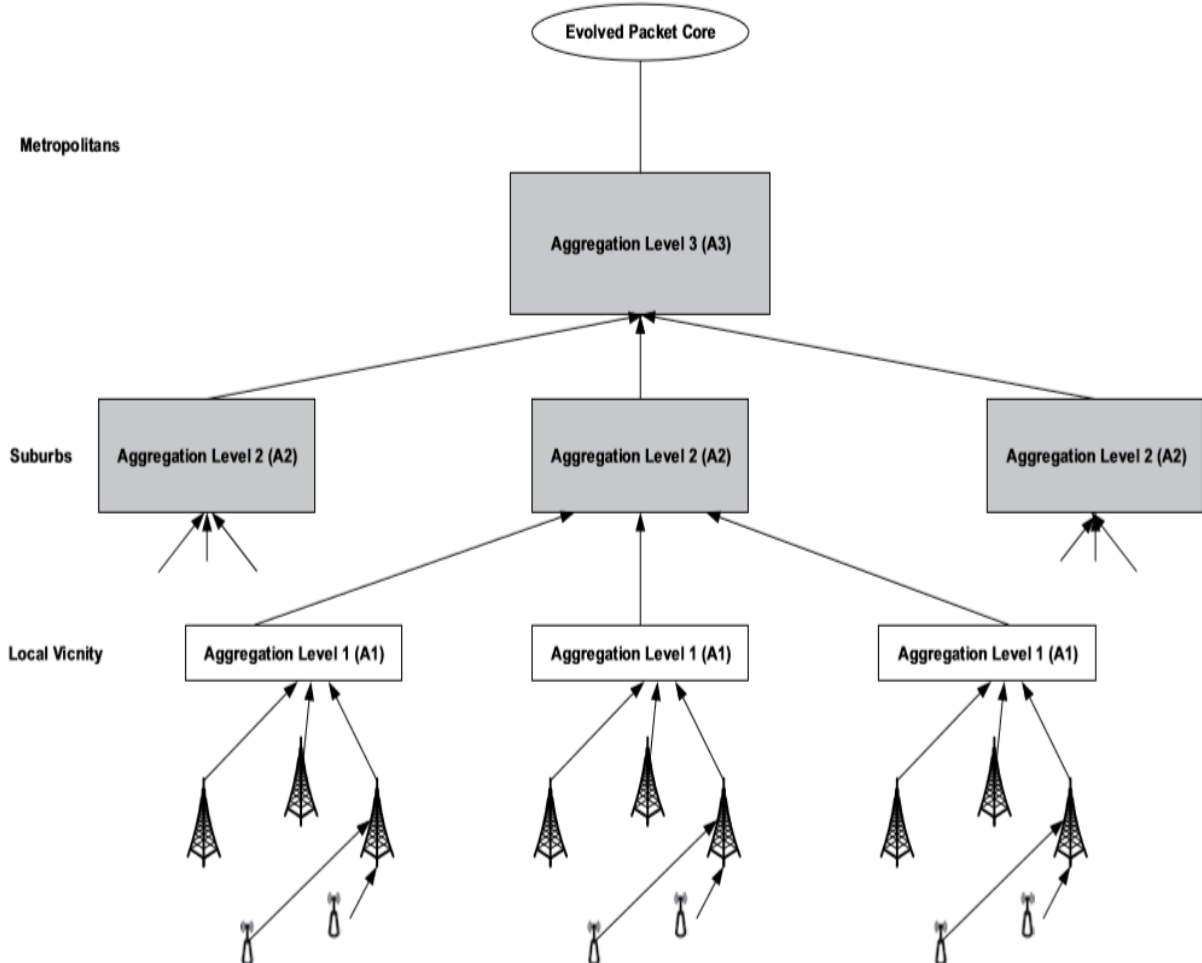 Evolved Packet Core
Metropolitans
Aggregation Level 3 (A3)
Suburbs
Aggregation Level 2 (A2)
Aggregation Level 2 (A2)
Aggregation Level 2 (A2)
Local Vicnity
Aggregation Level 1 (A1)
Aggregation Level 1 (A1)
Aggregation Level 1 (A1)